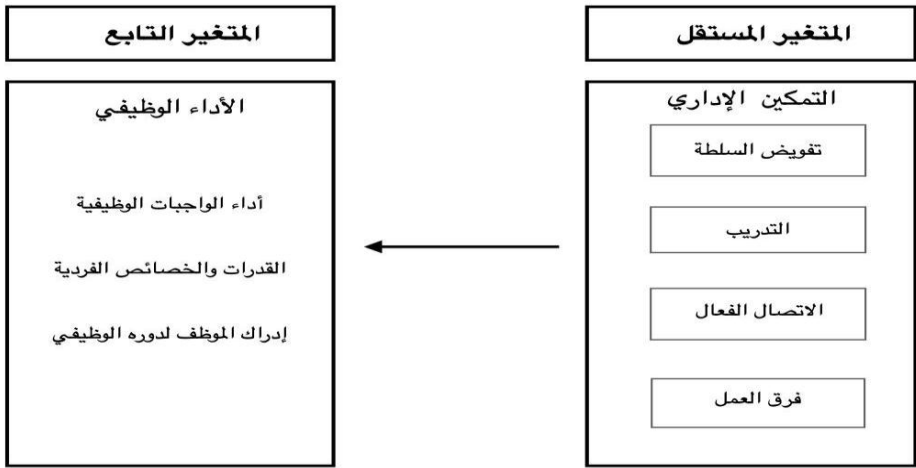 المتغير المستقل
المتغير التابع
التمكين الإداري
تفويض السلطة
التدريب
الاتصال الفعال
فرق العمل
الأداء الوظيفي
أداء الواجبات الوظيفية
القدرات والخصائص الفردية
إدراك الموظف لدوره الوظيفي